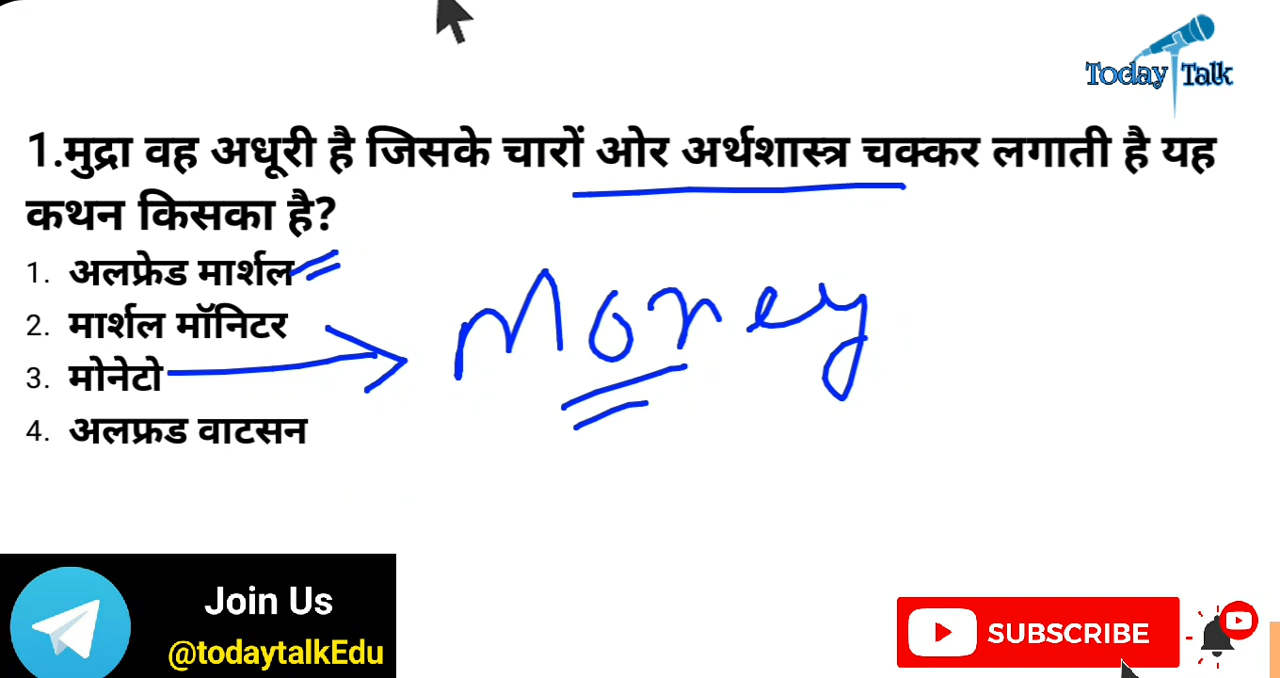 Today Talk
1.मुद्रा वह अधूरी है जिसके चारों ओर अर्थशास्त्र चक्कर लगाती है यह
कथन किसका है?
1. अलफ्रेड मार्शल
2. मार्शल मॉनिटर
3. मोनेटो
4. अलफ्रड वाटसन
Money
Join Us
@todaytalkEdu
SUBSCRIBE